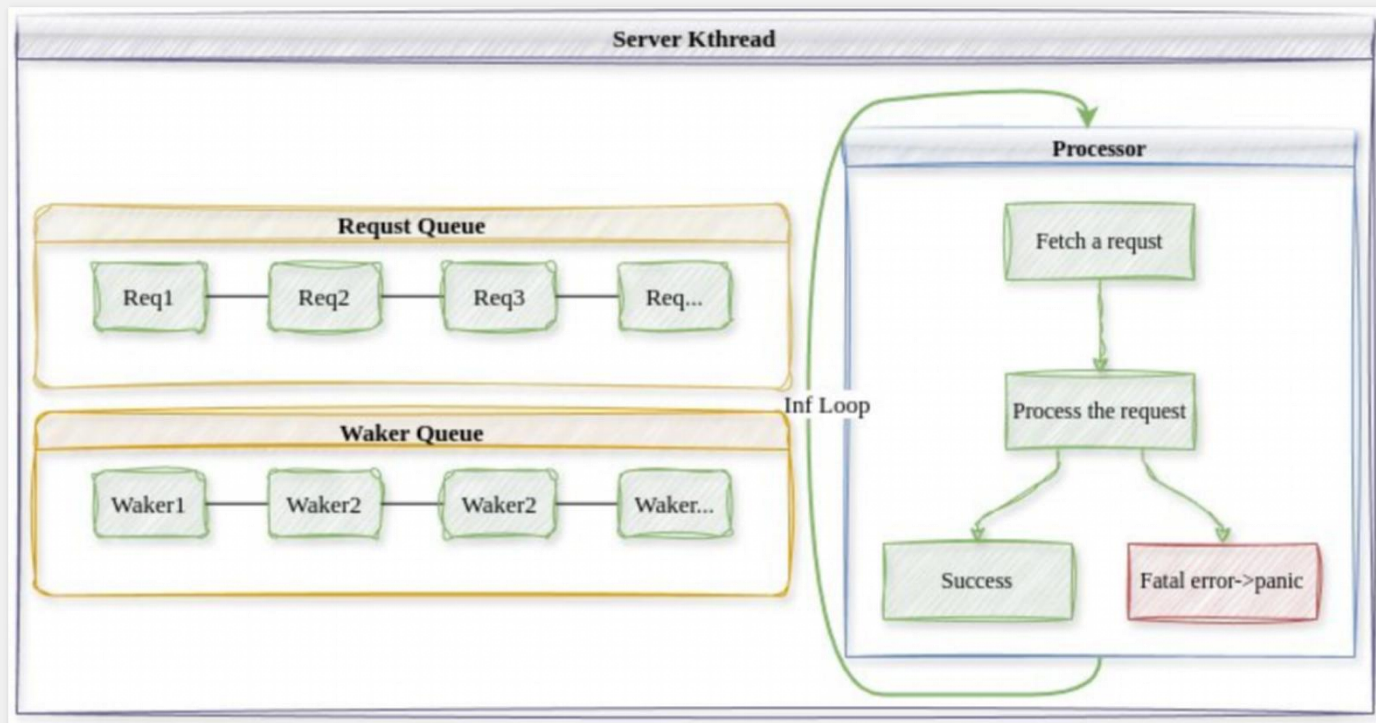 Server Kthread
Requst Queue
Req1
Req2
Req3
Req...
Waker Queue
Waker1
Waker2
Waker2
Waker...
Inf Loop
Processor
Fetch a requst
Process the request
Success
Fatal error->panic